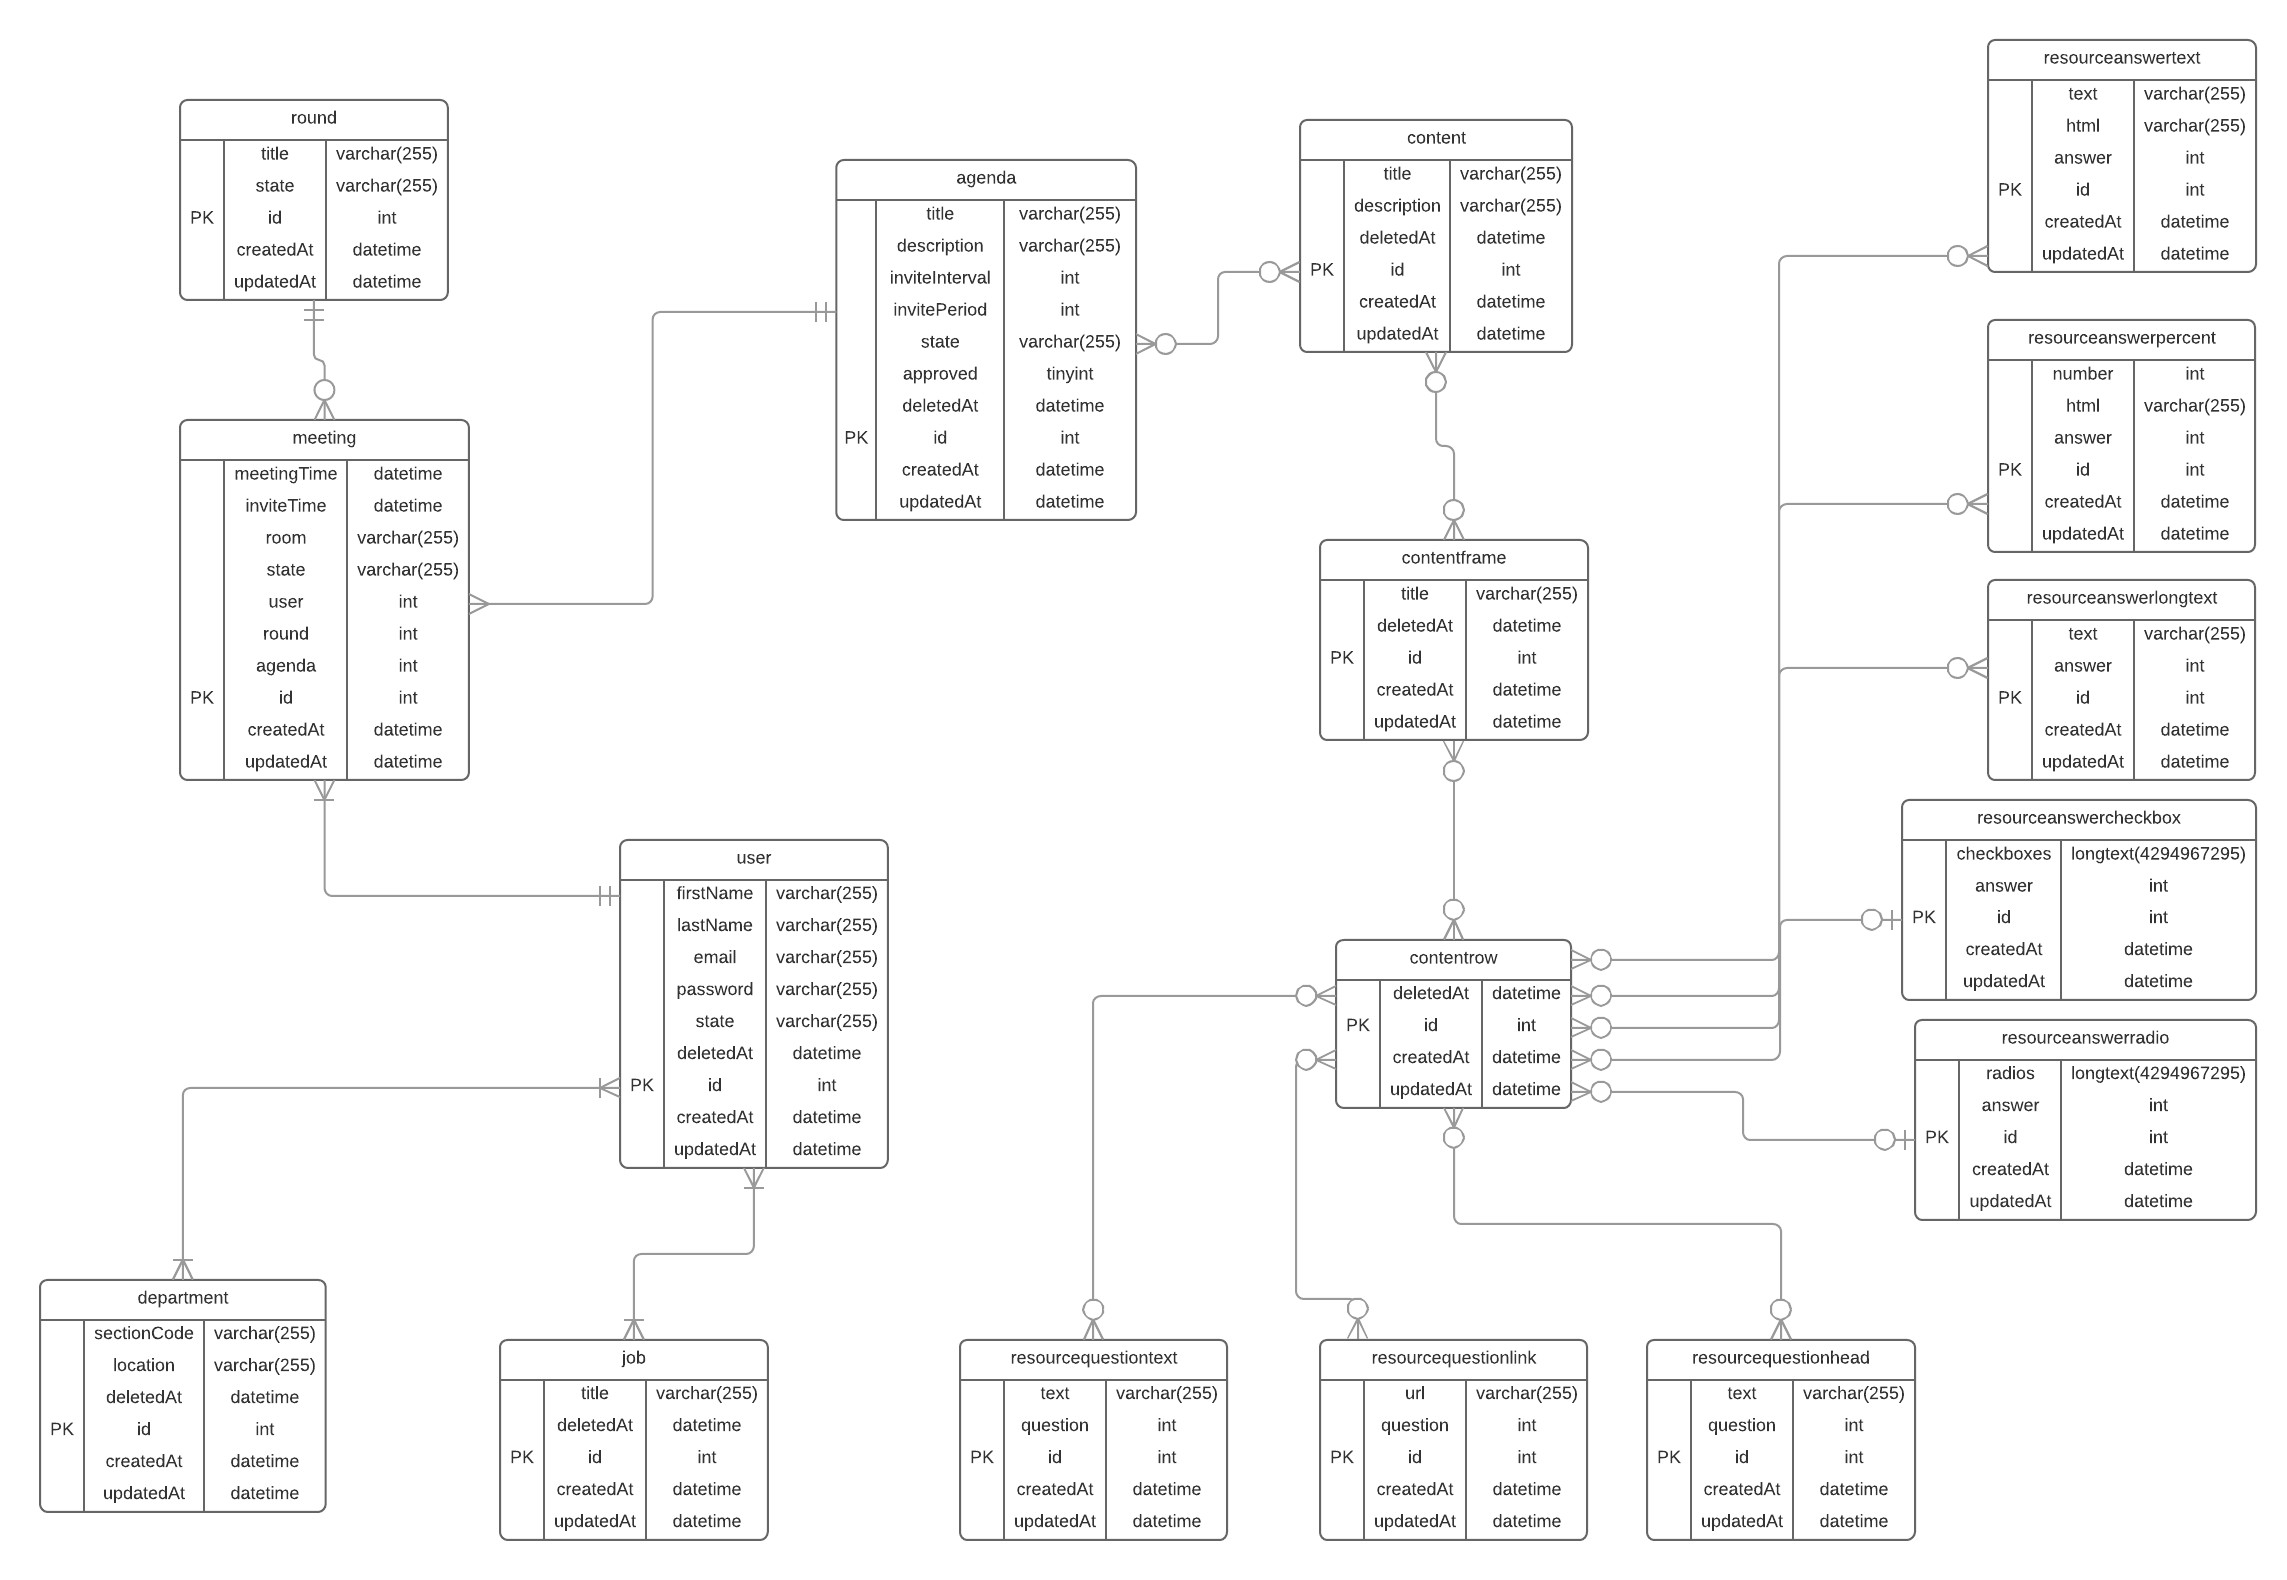 round
title varchar(255)
state varchar(255)
PK id int
createdAt datetime
updatedAt datetime
meeting
meetingTime datetime
inviteTime datetime
room varchar(255)
state varchar(255)
user int
round int
agenda int
PK id int
createdAt datetime
updatedAt datetime
agenda
title varchar(255)
description varchar(255)
inviteInterval int
invitePeriod int
state varchar(255)
approved tinyint
deletedAt datetime
PK id int
createdAt datetime
updatedAt datetime
content
title varchar(255)
description varchar(255)
deletedAt datetime
PK id int
createdAt datetime
updatedAt datetime
contentframe
title varchar(255)
deletedAt datetime
PK id int
createdAt datetime
updatedAt datetime
contentrow
deletedAt datetime
PK id int
createdAt datetime
updatedAt datetime
user
firstName varchar(255)
lastName varchar(255)
email varchar(255)
password varchar(255)
state varchar(255)
deletedAt datetime
PK id int
createdAt datetime
updatedAt datetime
department
sectionCode varchar(255)
location varchar(255)
deletedAt datetime
PK id int
createdAt datetime
updatedAt datetime
job
title varchar(255)
deletedAt datetime
PK id int
createdAt datetime
updatedAt datetime
resourcequestiontext
text varchar(255)
question int
PK id int
createdAt datetime
updatedAt datetime
resourcequestionlink
url varchar(255)
question int
PK id int
createdAt datetime
updatedAt datetime
resourcequestionhead
text varchar(255)
question int
PK id int
createdAt datetime
updatedAt datetime
resourceanswertext
text varchar(255)
html varchar(255)
answer int
PK id int
createdAt datetime
updatedAt datetime
resourceanswerpercent
number int
html varchar(255)
answer int
PK id int
createdAt datetime
updatedAt datetime
resourceanswerlongtext
text varchar(255)
answer int
PK id int
createdAt datetime
updatedAt datetime
resourceanswercheckbox
checkboxes longtext(4294967295)
answer int
PK id int
createdAt datetime
updatedAt datetime
resourceanswerradio
radios longtext(4294967295)
answer int
PK id int
createdAt datetime
updatedAt datetime